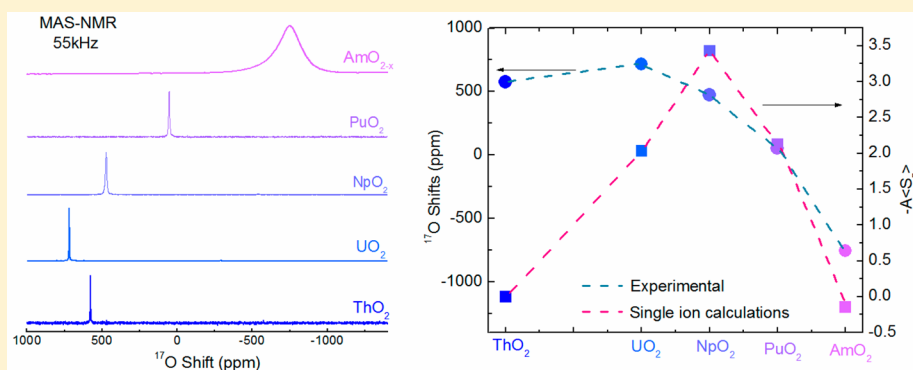 MAS-NMR
55kHz
AmO₂₋ₓ
PuO₂
NpO₂
UO₂
ThO₂
1000 500 0 -500 -1000
¹⁷O Shift (ppm)
1000
500
0
-500
-1000
¹⁷O Shifts (ppm)
Experimental
Single ion calculations
ThO₂ UO₂ NpO₂ PuO₂ AmO₂
3.5
3.0
2.5
2.0
1.5
1.0
0.5
0.0
-0.5